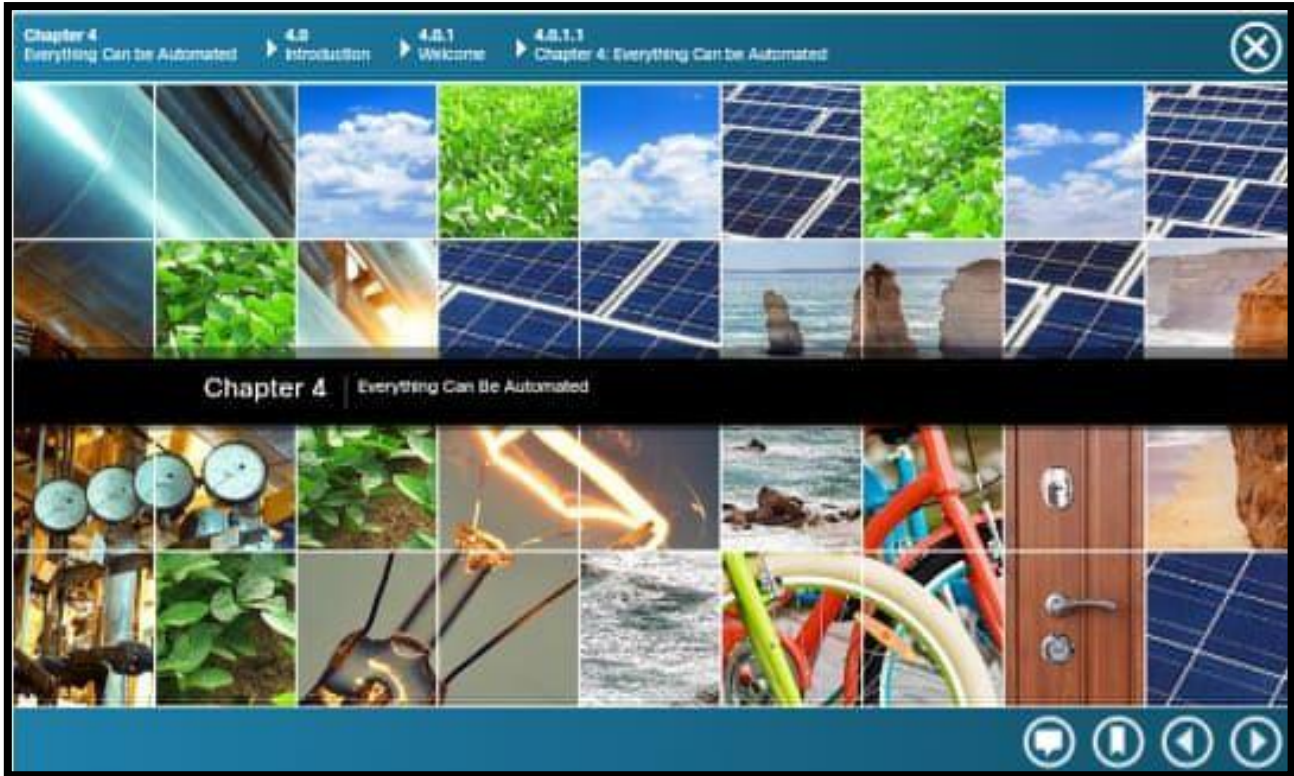 Chapter 4
Everything Can be Automated
4.0
Introduction
4.0.1
Welcome
4.0.1.1
Chapter 4: Everything Can be Automated
Chapter 4
Everything Can Be Automated